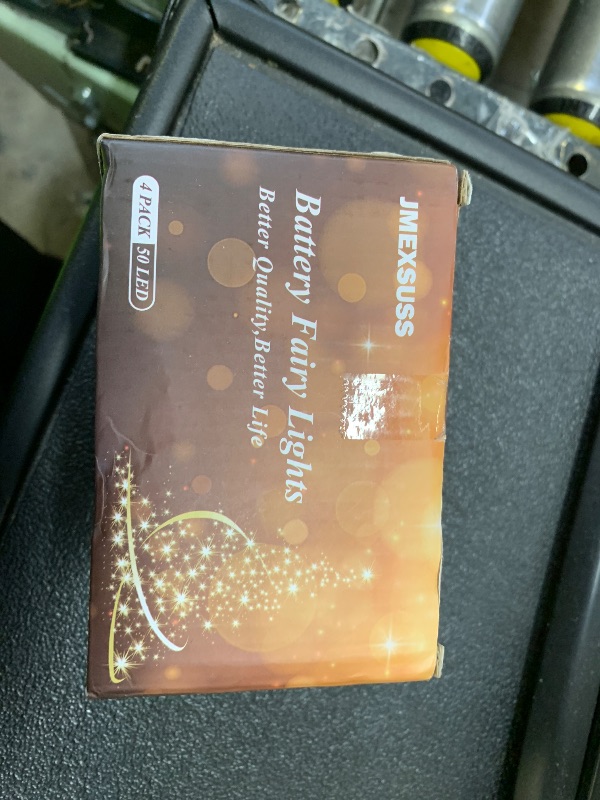 JMEXSUSS
Battery Fairy Lights
Better Quality,Better Life
4 PACK 50 LED